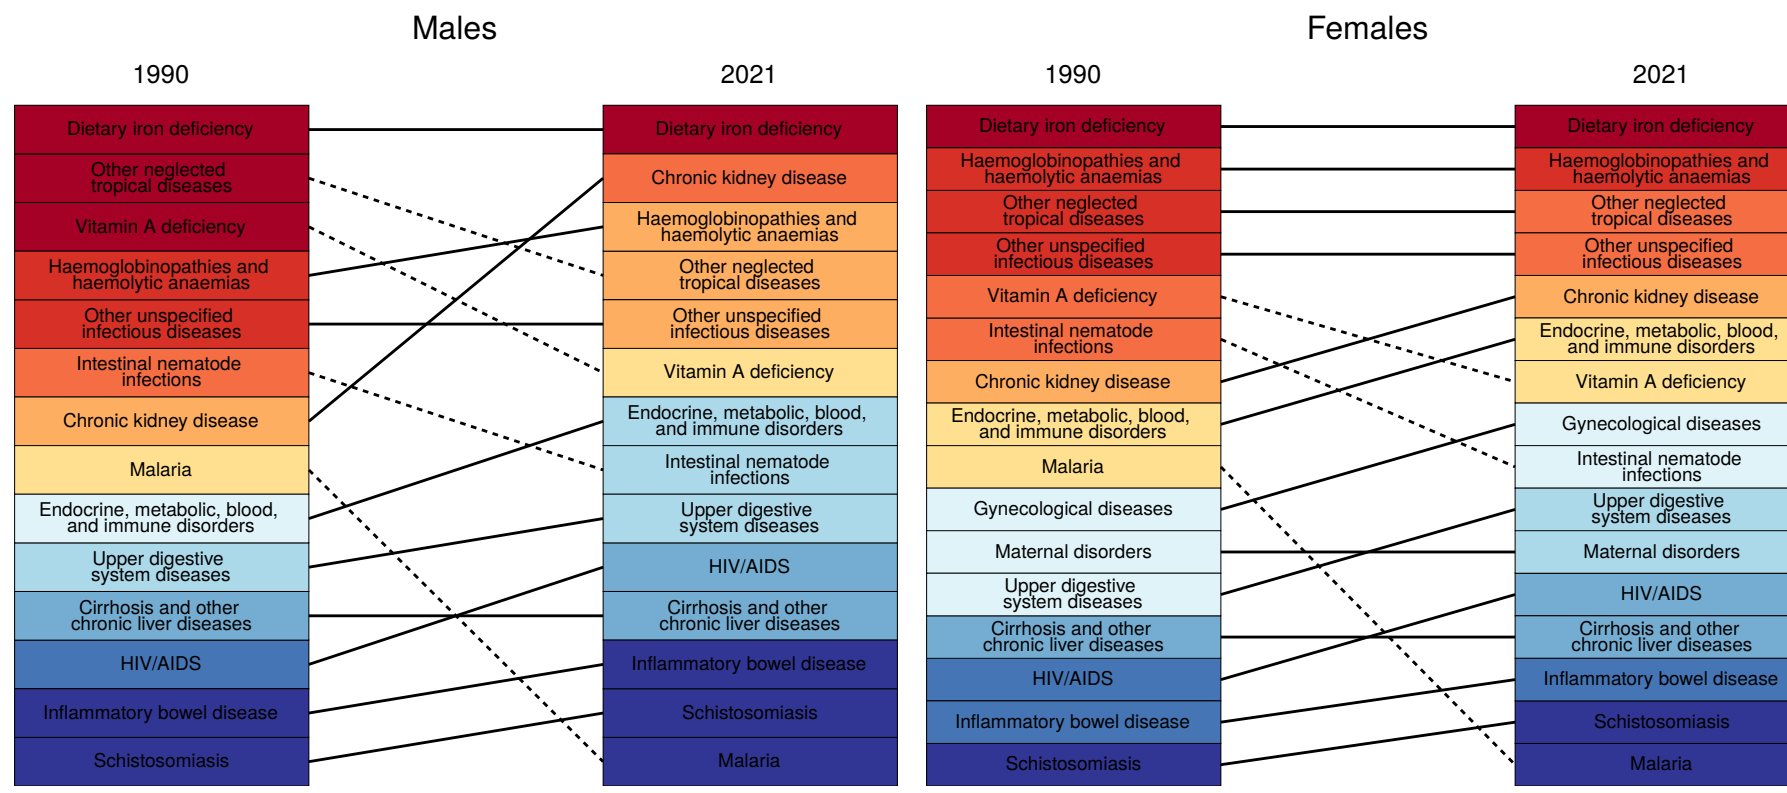 Males
1990
2021
Dietary iron deficiency
Other neglected
tropical diseases
Vitamin A deficiency
Haemoglobinopathies and
haemolytic anaemias
Other unspecified
infectious diseases
Intestinal nematode
infections
Chronic kidney disease
Malaria
Endocrine, metabolic, blood,
and immune disorders
Upper digestive
system diseases
Cirrhosis and other
chronic liver diseases
HIV/AIDS
Inflammatory bowel disease
Schistosomiasis
Dietary iron deficiency
Chronic kidney disease
Haemoglobinopathies and
haemolytic anaemias
Other neglected
tropical diseases
Other unspecified
infectious diseases
Vitamin A deficiency
Endocrine, metabolic, blood,
and immune disorders
Intestinal nematode
infections
Upper digestive
system diseases
HIV/AIDS
Cirrhosis and other
chronic liver diseases
Inflammatory bowel disease
Schistosomiasis
Malaria
Females
1990
2021
Dietary iron deficiency
Haemoglobinopathies and
haemolytic anaemias
Other neglected
tropical diseases
Other unspecified
infectious diseases
Vitamin A deficiency
Intestinal nematode
infections
Chronic kidney disease
Endocrine, metabolic, blood,
and immune disorders
Malaria
Gynecological diseases
Maternal disorders
Upper digestive
system diseases
Cirrhosis and other
chronic liver diseases
HIV/AIDS
Inflammatory bowel disease
Schistosomiasis
Dietary iron deficiency
Haemoglobinopathies and
haemolytic anaemias
Other neglected
tropical diseases
Other unspecified
infectious diseases
Chronic kidney disease
Endocrine, metabolic, blood,
and immune disorders
Vitamin A deficiency
Gynecological diseases
Intestinal nematode
infections
Upper digestive
system diseases
Maternal disorders
HIV/AIDS
Cirrhosis and other
chronic liver diseases
Inflammatory bowel disease
Schistosomiasis
Malaria